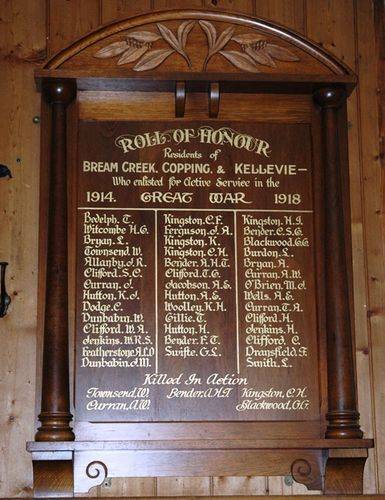 ROLL OF HONOUR
Residents of
BREAM CREEK, COPPING, & KELLEVIE—
Who enlisted for Active Service in the
1914. GREAT WAR 1918
Bedelph. T.
Witcombe H.G.
Bryan. L.
Townsend. W.
Allanby. J. R.
Clifford. S.C.
Curran. J.
Hutton. K. J.
Dodge. C.
Dunbabin. W.
Clifford. W. A.
Jenkins. W.R.S.
Featherstone. R.L.O
Dunbabin. J. M.
Kingston. C.F.
Ferguson. J. A.
Kingston. K.
Kingston. C.H.
Bender. A.H.T.
Clifford. T.G.
Jacobson. A.E.
Hutton. A.E.
Woolley. K.H.
Gillie. T.
Hutton. H.
Bender. F. T.
Swifte. G.L.
Kingston. H. J.
Bender. E.S.G.
Blackwood. G.G.
Burdon. L.
Bryan. A.
Curran. A.W.
O'Brien. M. J.
Wells. A.E.
Curran. T. A.
Clifford. H.
Jenkins. H.
Clifford. C.
Dransfield. F.
Smith. L.
Killed In Action
Townsend. W. Bender. A.H.T Kingston. C.H.
Curran. A.W. Blackwood. G.G.